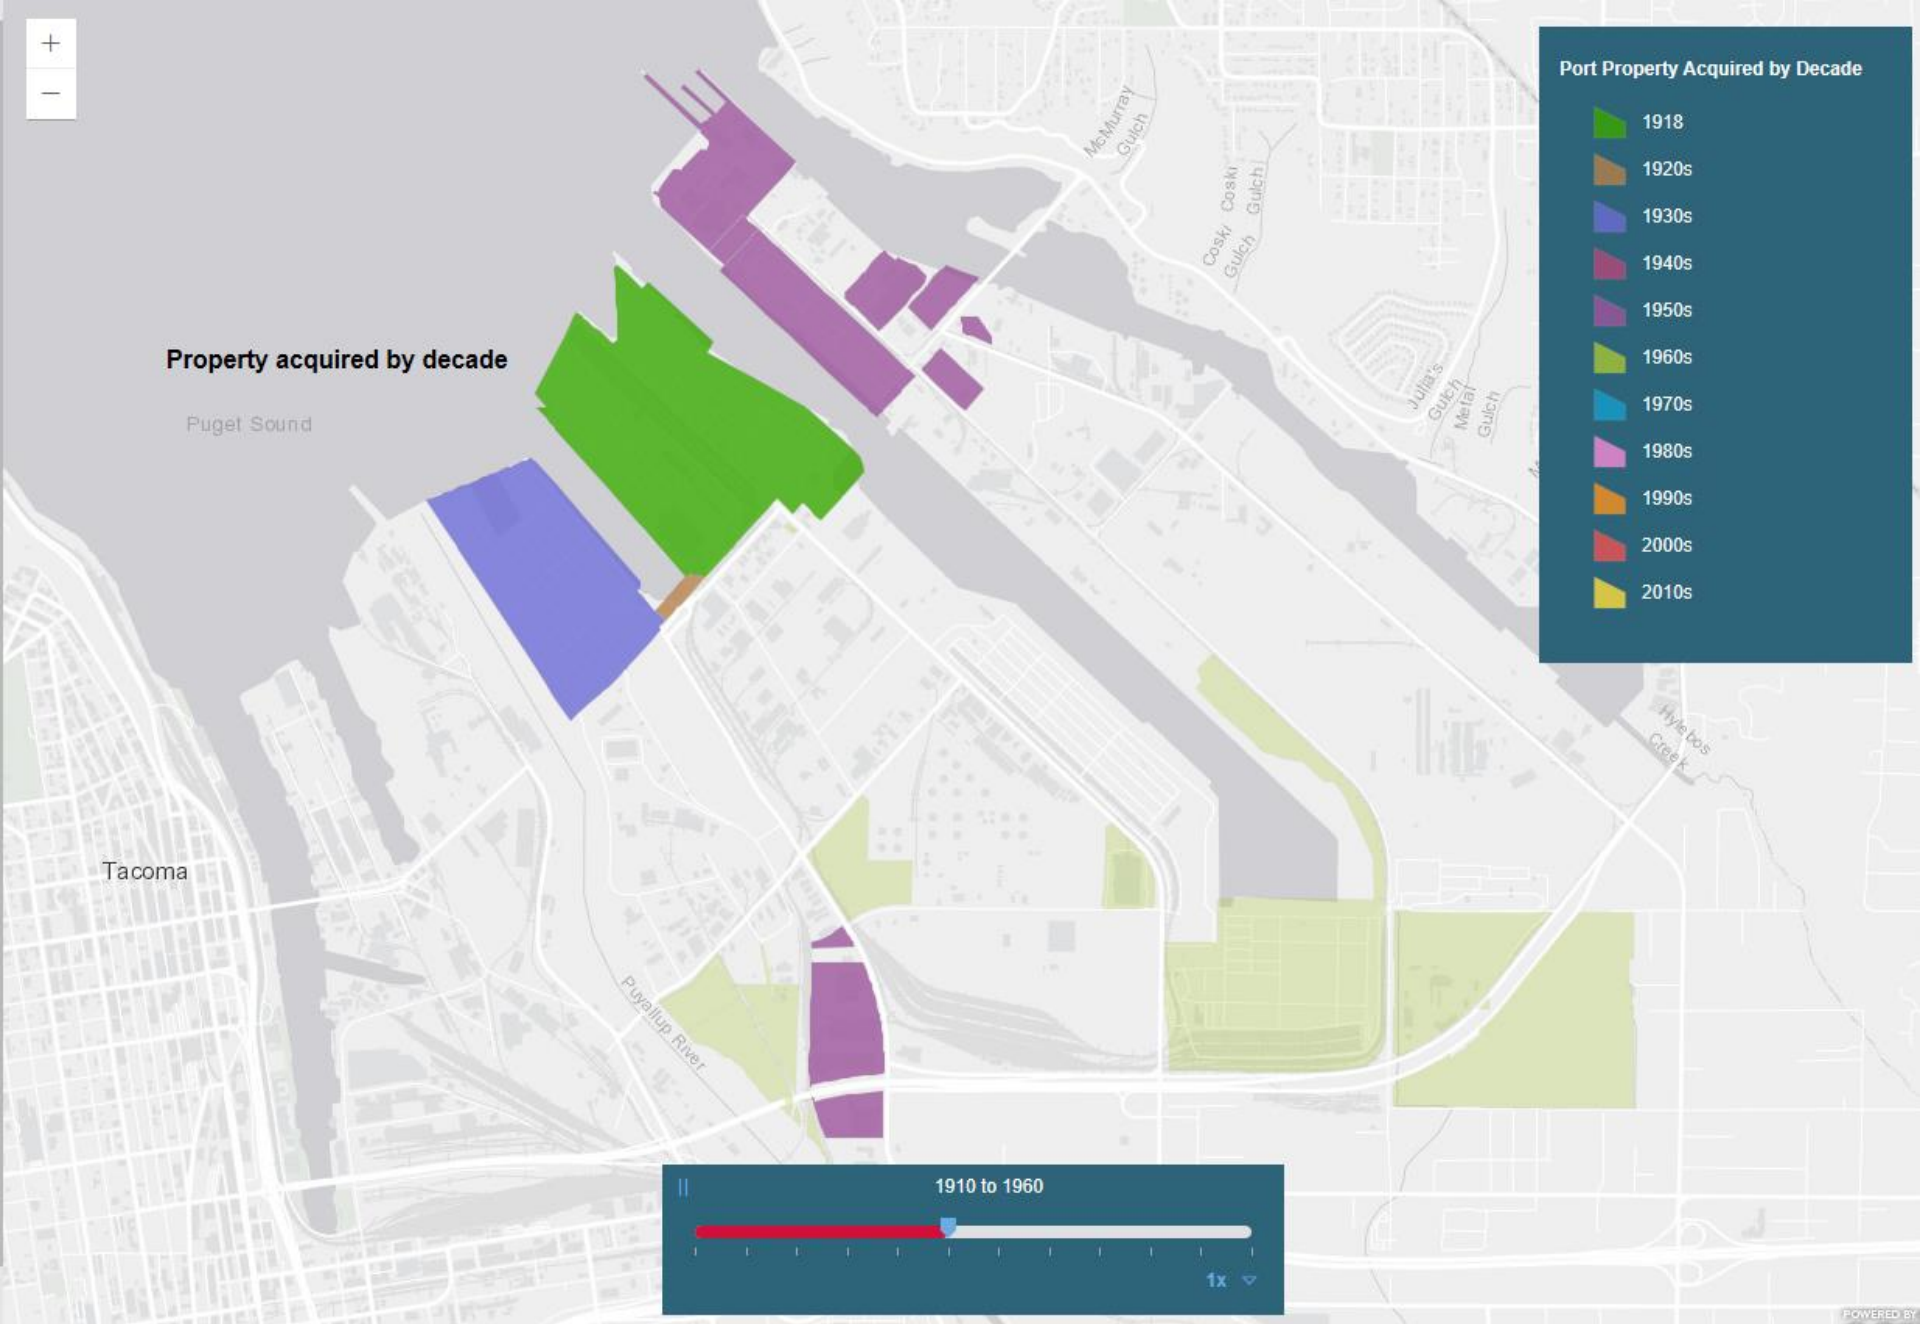 +
−
Port Property Acquired by Decade
1918
1920s
1930s
1940s
1950s
1960s
1970s
1980s
1990s
2000s
2010s
McMurray
Gulch
Coski
Gulch
Coski
Gulch
Julia's
Gulch
Metal
Gulch
Property acquired by decade
Puget Sound
Hylebos
Creek
Tacoma
Puyallup River
1910 to 1960
1x
POWERED BY